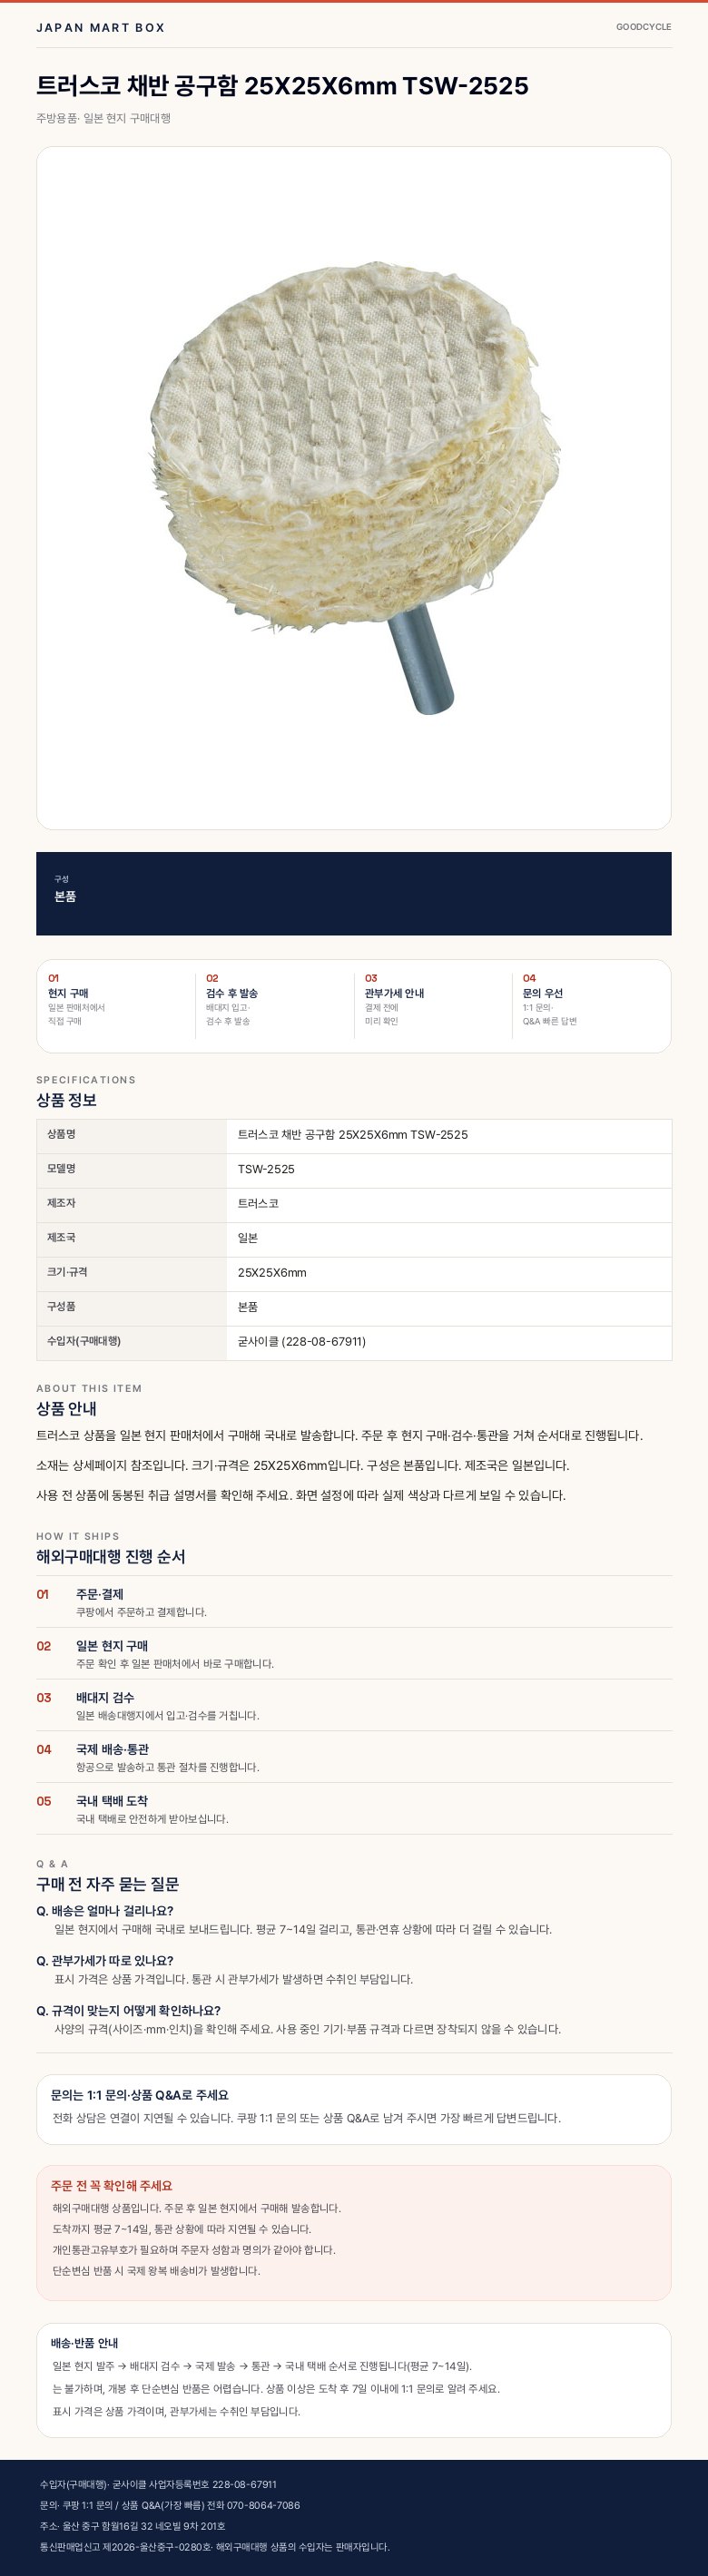 JAPAN MART BOX
GOODCYCLE
트러스코 채반 공구함 25X25X6mm TSW-2525
주방용품· 일본 현지 구매대행
구성
본품
01
현지 구매
일본 판매처에서
직접 구매
02
검수 후 발송
배대지 입고·
검수 후 발송
03
관부가세 안내
결제 전에
미리 확인
04
문의 우선
1:1 문의·
Q&A 빠른 답변
SPECIFICATIONS
상품 정보
상품명 트러스코 채반 공구함 25X25X6mm TSW-2525
모델명 TSW-2525
제조자 트러스코
제조국 일본
크기·규격 25X25X6mm
구성품 본품
수입자(구매대행) 굳사이클 (228-08-67911)
ABOUT THIS ITEM
상품 안내
트러스코 상품을 일본 현지 판매처에서 구매해 국내로 발송합니다. 주문 후 현지 구매·검수·통관을 거쳐 순서대로 진행됩니다.
소재는 상세페이지 참조입니다. 크기·규격은 25X25X6mm입니다. 구성은 본품입니다. 제조국은 일본입니다.
사용 전 상품에 동봉된 취급 설명서를 확인해 주세요. 화면 설정에 따라 실제 색상과 다르게 보일 수 있습니다.
HOW IT SHIPS
해외구매대행 진행 순서
01 주문·결제
쿠팡에서 주문하고 결제합니다.
02 일본 현지 구매
주문 확인 후 일본 판매처에서 바로 구매합니다.
03 배대지 검수
일본 배송대행지에서 입고·검수를 거칩니다.
04 국제 배송·통관
항공으로 발송하고 통관 절차를 진행합니다.
05 국내 택배 도착
국내 택배로 안전하게 받아보십니다.
Q & A
구매 전 자주 묻는 질문
Q. 배송은 얼마나 걸리나요?
일본 현지에서 구매해 국내로 보내드립니다. 평균 7~14일 걸리고, 통관·연휴 상황에 따라 더 걸릴 수 있습니다.
Q. 관부가세가 따로 있나요?
표시 가격은 상품 가격입니다. 통관 시 관부가세가 발생하면 수취인 부담입니다.
Q. 규격이 맞는지 어떻게 확인하나요?
사양의 규격(사이즈·mm·인치)을 확인해 주세요. 사용 중인 기기·부품 규격과 다르면 장착되지 않을 수 있습니다.
문의는 1:1 문의·상품 Q&A로 주세요
전화 상담은 연결이 지연될 수 있습니다. 쿠팡 1:1 문의 또는 상품 Q&A로 남겨 주시면 가장 빠르게 답변드립니다.
주문 전 꼭 확인해 주세요
해외구매대행 상품입니다. 주문 후 일본 현지에서 구매해 발송합니다.
도착까지 평균 7~14일, 통관 상황에 따라 지연될 수 있습니다.
개인통관고유부호가 필요하며 주문자 성함과 명의가 같아야 합니다.
단순변심 반품 시 국제 왕복 배송비가 발생합니다.
배송·반품 안내
일본 현지 발주 → 배대지 검수 → 국제 발송 → 통관 → 국내 택배 순서로 진행됩니다(평균 7~14일).
는 불가하며, 개봉 후 단순변심 반품은 어렵습니다. 상품 이상은 도착 후 7일 이내에 1:1 문의로 알려 주세요.
표시 가격은 상품 가격이며, 관부가세는 수취인 부담입니다.
수입자(구매대행)· 굳사이클 사업자등록번호 228-08-67911
문의· 쿠팡 1:1 문의 / 상품 Q&A(가장 빠름) 전화 070-8064-7086
주소· 울산 중구 함월16길 32 네오빌 9차 201호
통신판매업신고 제2026-울산중구-0280호· 해외구매대행 상품의 수입자는 판매자입니다.